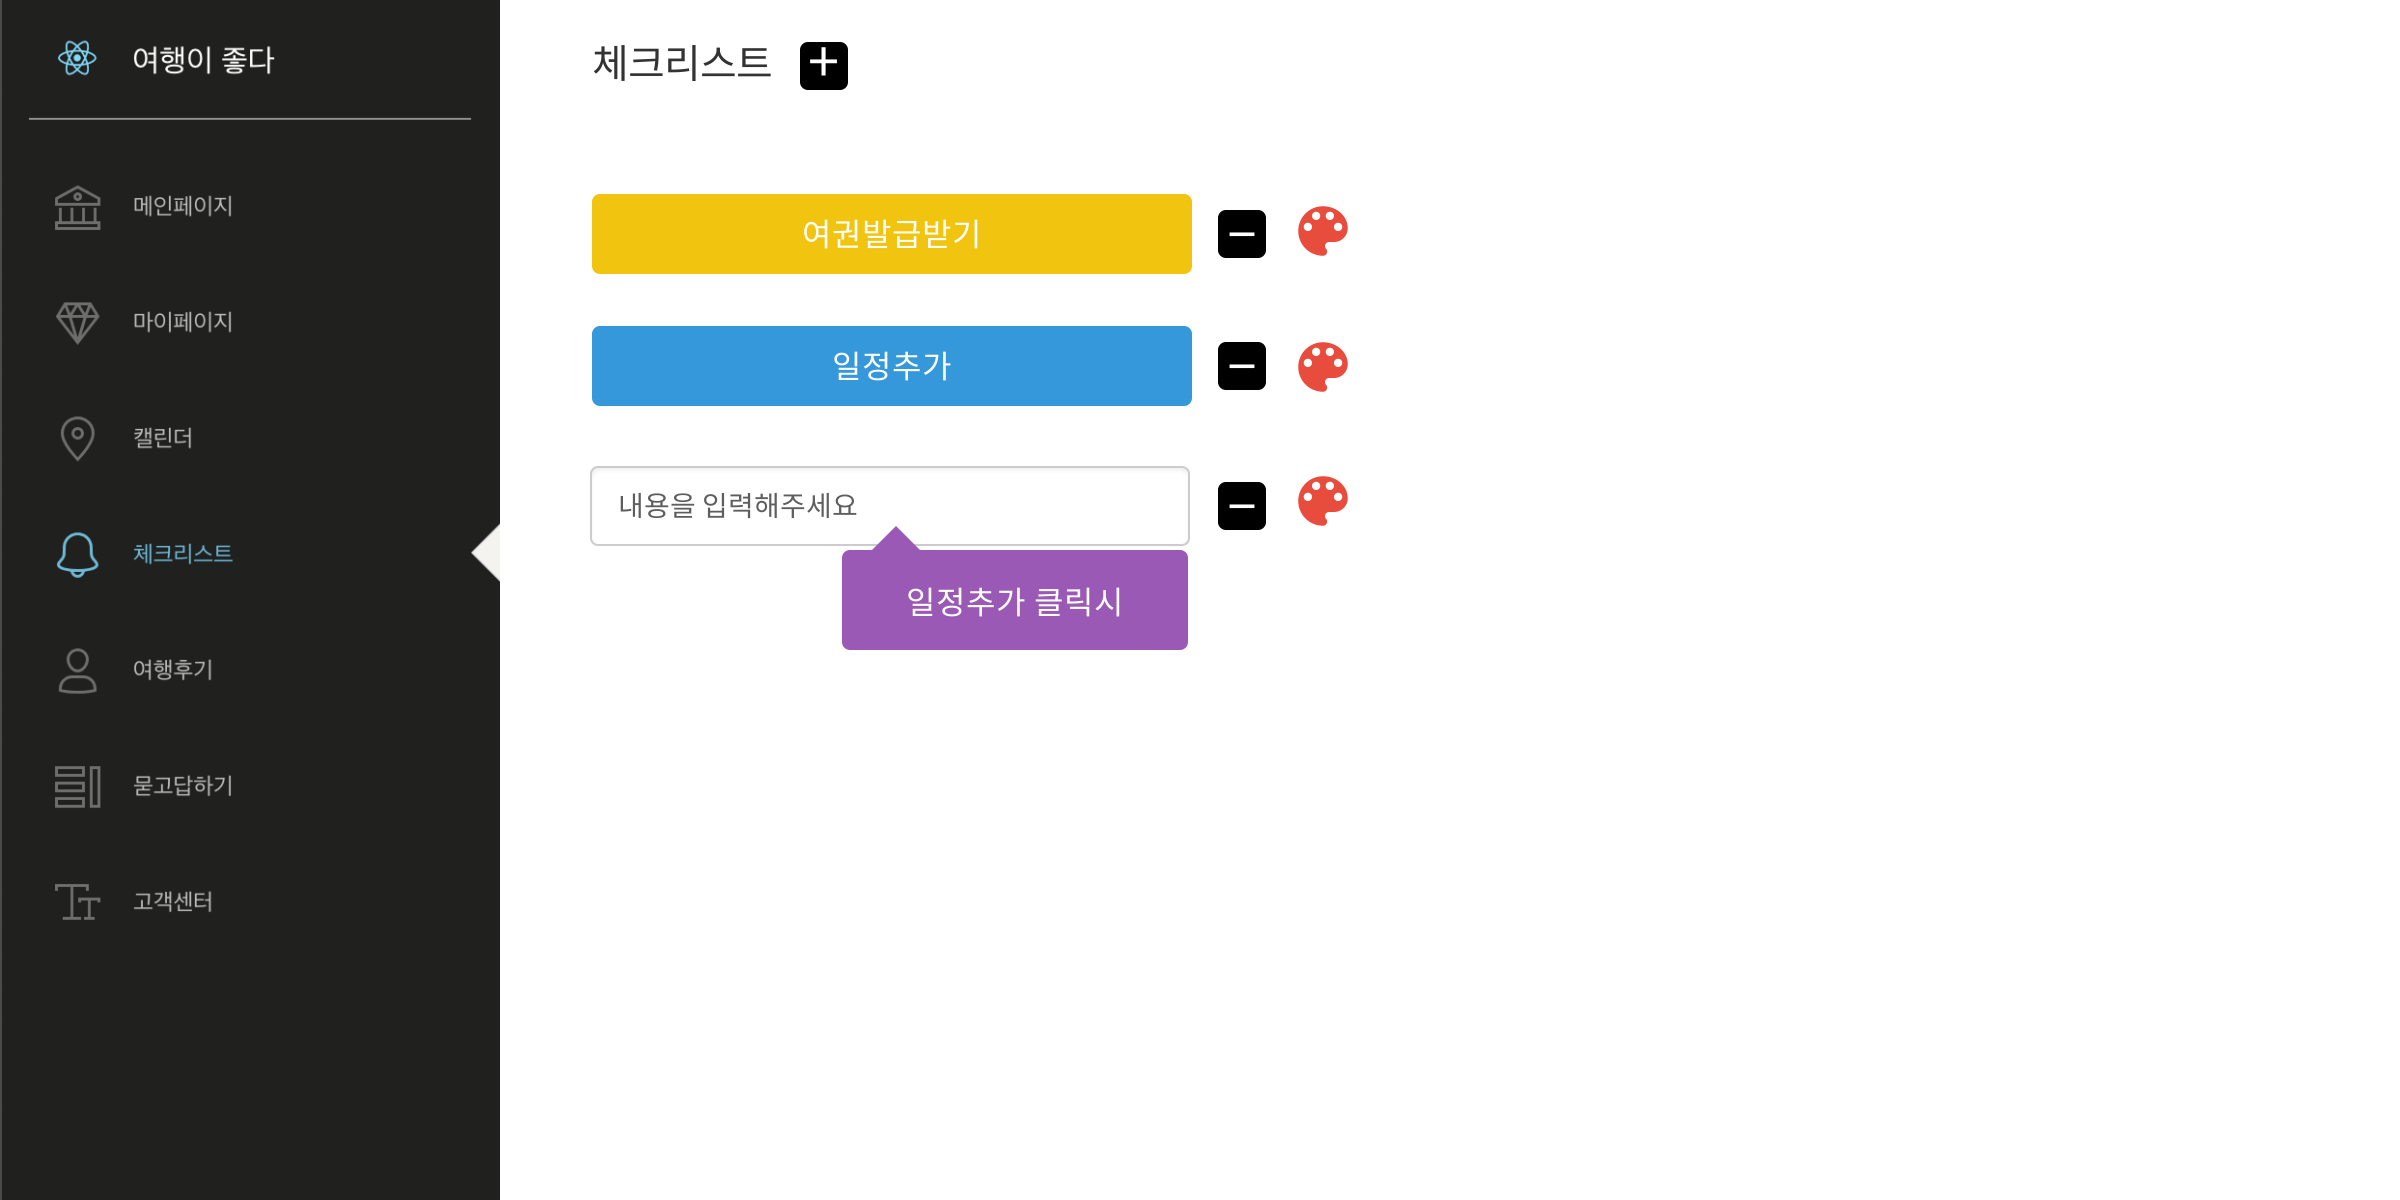 여행이 좋다
메인페이지
마이페이지
캘린더
체크리스트
여행후기
묻고답하기
고객센터
체크리스트
여권발급받기
일정추가
내용을 입력해주세요
일정추가 클릭시